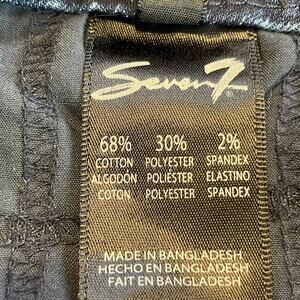 Seven7
68% 30% 2%
COTTON POLYESTER SPANDEX
ALGODÓN POLIÉSTER ELASTINO
COTON POLYESTER SPANDEX
MADE IN BANGLADESH
HECHO EN BANGLADESH
FAIT EN BANGLADESH